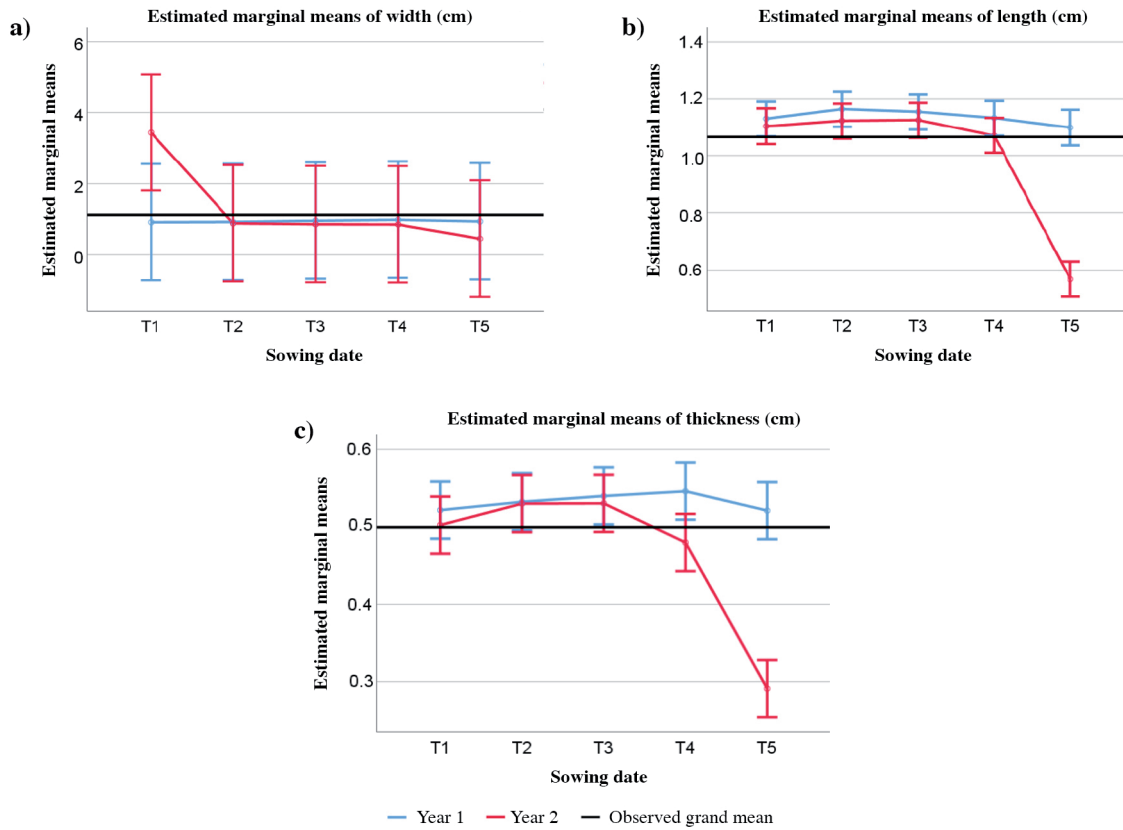 a)
Estimated marginal means of width (cm)
Estimated marginal means
6
4
2
0
T1 T2 T3 T4 T5
Sowing date
b)
Estimated marginal means of length (cm)
Estimated marginal means
1.4
1.2
1.0
0.8
0.6
T1 T2 T3 T4 T5
Sowing date
c)
Estimated marginal means of thickness (cm)
Estimated marginal means
0.6
0.5
0.4
0.3
T1 T2 T3 T4 T5
Sowing date
Year 1 Year 2 Observed grand mean